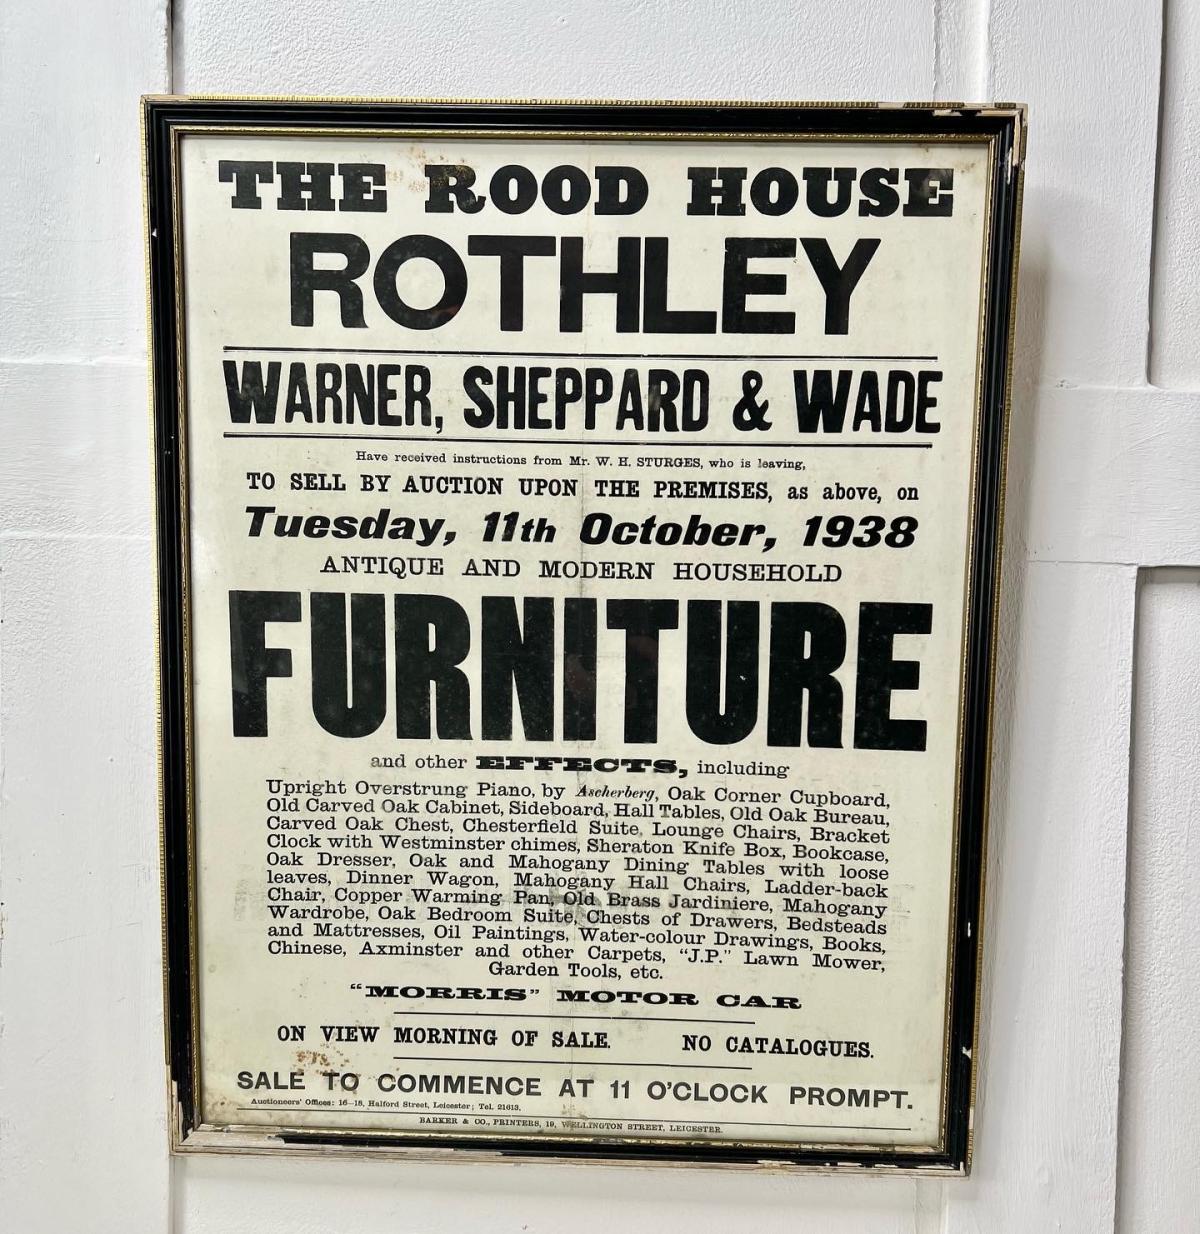 THE ROOD HOUSE
ROTHLEY
WARNER, SHEPPARD & WADE
Have received instructions from Mr. W. H. STURGES, who is leaving,
TO SELL BY AUCTION UPON THE PREMISES, as above, on
Tuesday, 11th October, 1938
ANTIQUE AND MODERN HOUSEHOLD
FURNITURE
and other EFFECTS, including
Upright Overstrung Piano, by Ascherberg, Oak Corner Cupboard,
Old Carved Oak Cabinet, Sideboard, Hall Tables, Old Oak Bureau,
Carved Oak Chest, Chesterfield Suite, Lounge Chairs, Bracket
Clock with Westminster chimes, Sheraton Knife Box, Bookcase,
Oak Dresser, Oak and Mahogany Dining Tables with loose
leaves, Dinner Wagon, Mahogany Hall Chairs, Ladder-back
Chair, Copper Warming Pan, Old Brass Jardiniere, Mahogany
Wardrobe, Oak Bedroom Suite, Chests of Drawers, Bedsteads
and Mattresses, Oil Paintings, Water-colour Drawings, Books,
Chinese, Axminster and other Carpets, "J.P." Lawn Mower,
Garden Tools, etc.
"MORRIS" MOTOR CAR
ON VIEW MORNING OF SALE. NO CATALOGUES.
SALE TO COMMENCE AT 11 O'CLOCK PROMPT.
Auctioneers' Offices: 16-18, Halford Street, Leicester; Tel. 21613.
BARKER & CO., PRINTERS, 19, WELLINGTON STREET, LEICESTER.